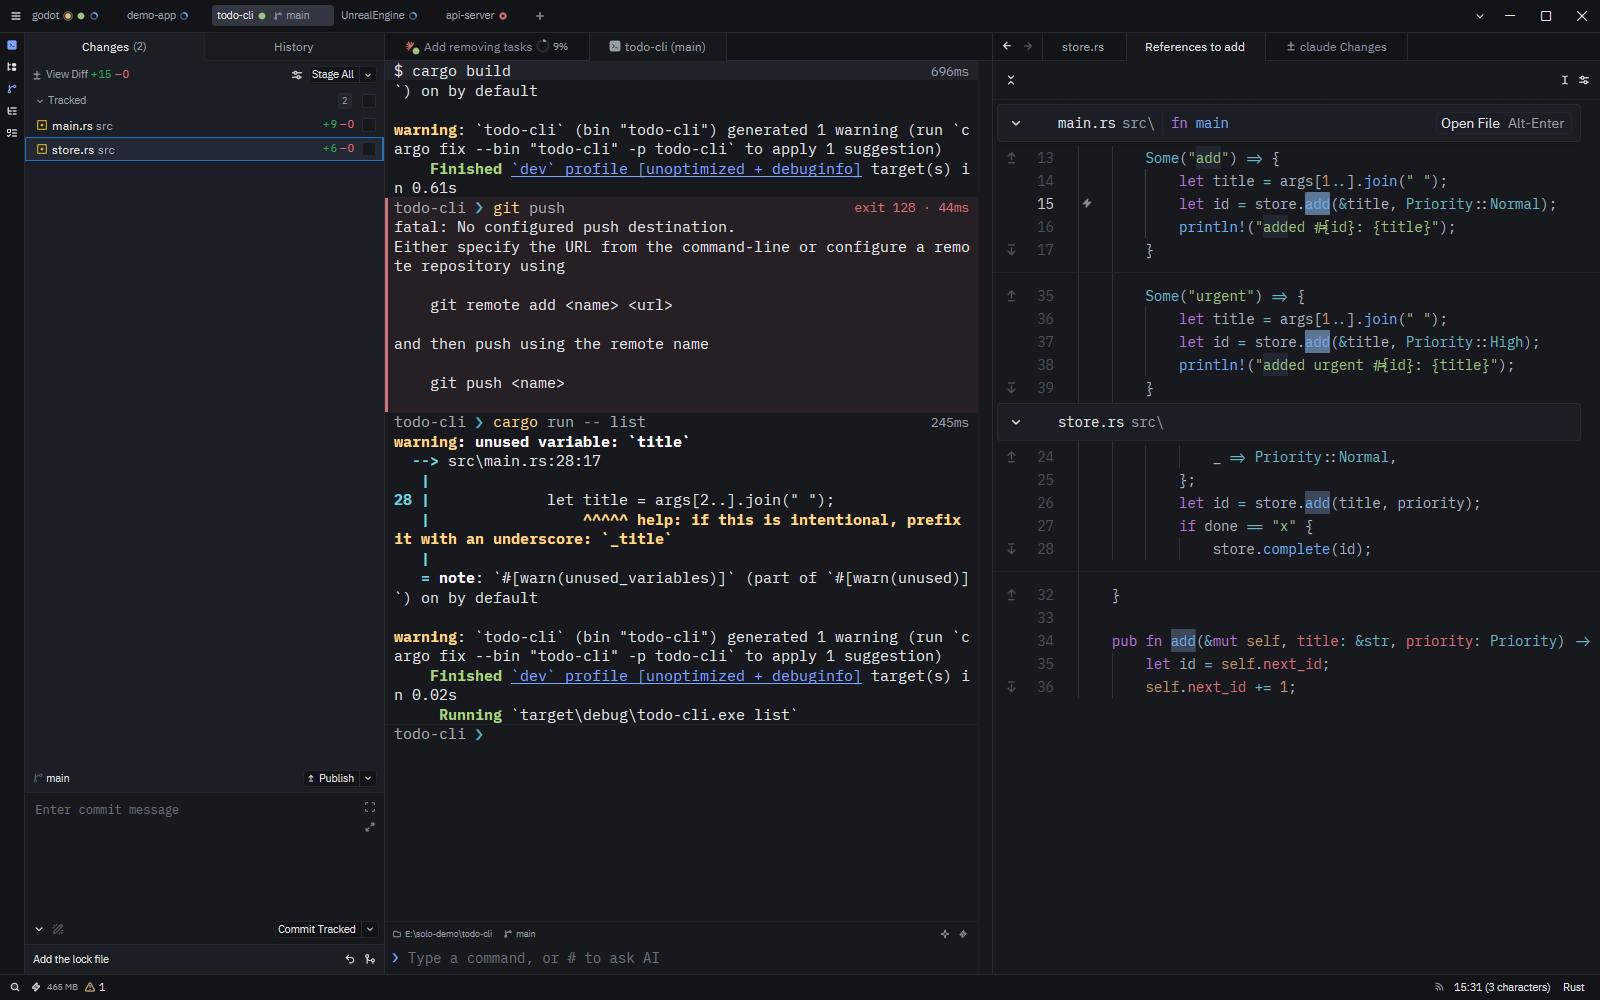 godot
demo-app
todo-cli main
UnrealEngine
api-server
Changes (2)
History
View Diff +15 −0
Stage All
Tracked
2
main.rs src
+9 −0
store.rs src
+6 −0
main
Publish
Enter commit message
Commit Tracked
Add the lock file
Add removing tasks 9%
todo-cli (main)
$ cargo build 696ms
`) on by default
warning: `todo-cli` (bin "todo-cli") generated 1 warning (run `c
argo fix --bin "todo-cli" -p todo-cli` to apply 1 suggestion)
Finished `dev` profile [unoptimized + debuginfo] target(s) i
n 0.61s
todo-cli ❯ git push exit 128 · 44ms
fatal: No configured push destination.
Either specify the URL from the command-line or configure a remo
te repository using
git remote add <name> <url>
and then push using the remote name
git push <name>
todo-cli ❯ cargo run -- list 245ms
warning: unused variable: `title`
--> src\main.rs:28:17
|
28 | let title = args[2..].join(" ");
| ^^^^^ help: if this is intentional, prefix
it with an underscore: `_title`
|
= note: `#[warn(unused_variables)]` (part of `#[warn(unused)]
`) on by default
warning: `todo-cli` (bin "todo-cli") generated 1 warning (run `c
argo fix --bin "todo-cli" -p todo-cli` to apply 1 suggestion)
Finished `dev` profile [unoptimized + debuginfo] target(s) i
n 0.02s
Running `target\debug\todo-cli.exe list`
todo-cli ❯
E:\solo-demo\todo-cli main
❯ Type a command, or # to ask AI
store.rs
References to add
± claude Changes
main.rs src\ fn main
Open File Alt-Enter
13 Some("add") => {
14 let title = args[1..].join(" ");
15 let id = store.add(&title, Priority::Normal);
16 println!("added #{id}: {title}");
17 }
35 Some("urgent") => {
36 let title = args[1..].join(" ");
37 let id = store.add(&title, Priority::High);
38 println!("added urgent #{id}: {title}");
39 }
store.rs src\
24 _ => Priority::Normal,
25 };
26 let id = store.add(title, priority);
27 if done == "x" {
28 store.complete(id);
32 }
33
34 pub fn add(&mut self, title: &str, priority: Priority) ->
35 let id = self.next_id;
36 self.next_id += 1;
465 MB
1
15:31 (3 characters)
Rust